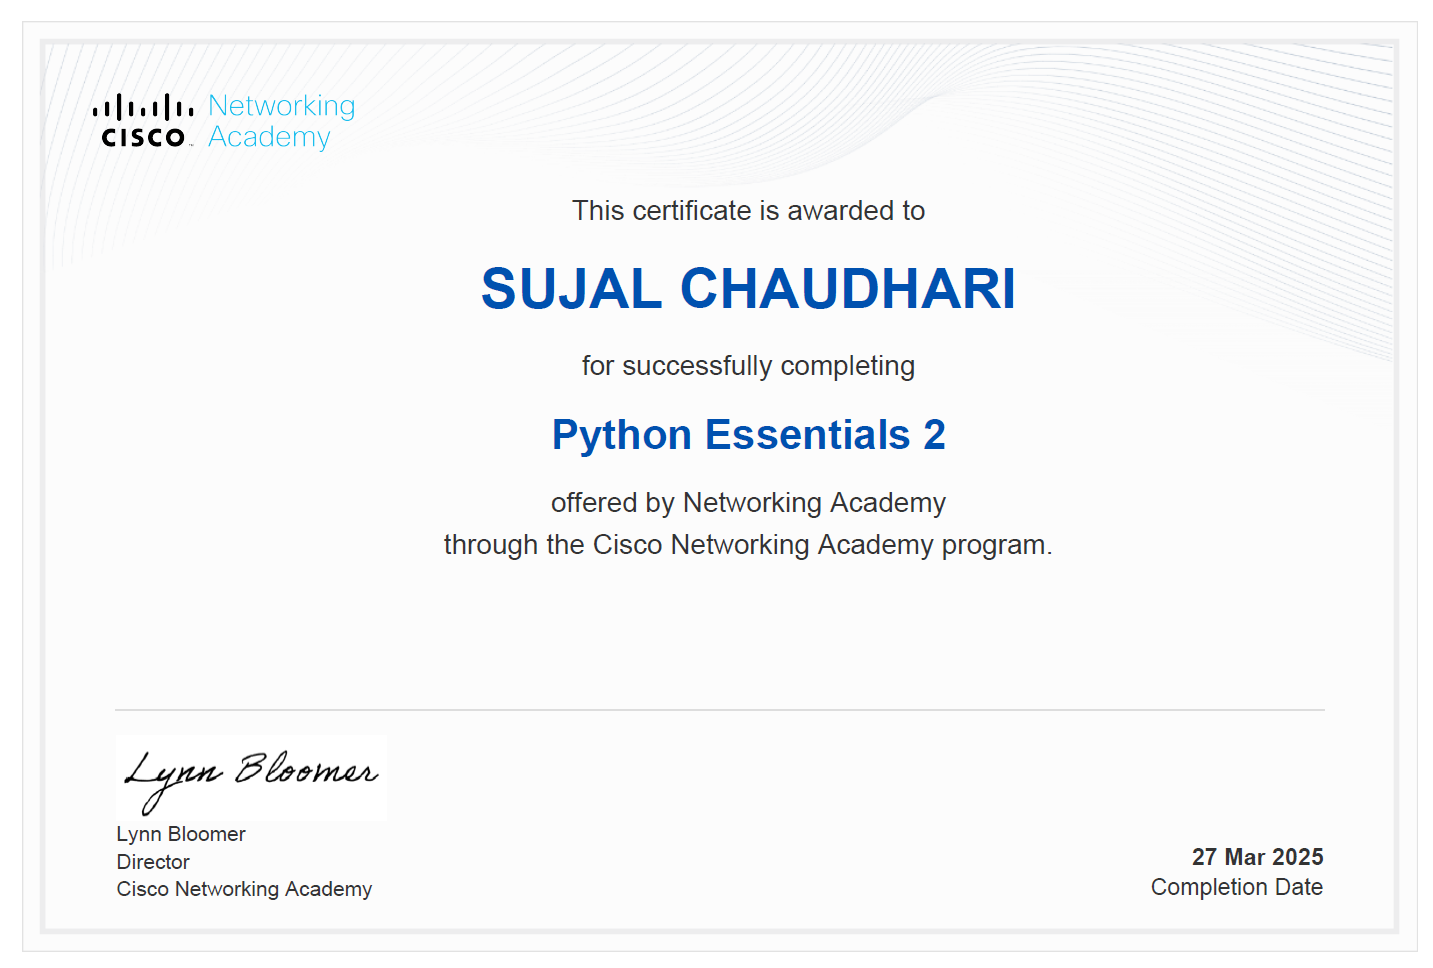 Networking
CISCO™ Academy
This certificate is awarded to
SUJAL CHAUDHARI
for successfully completing
Python Essentials 2
offered by Networking Academy
through the Cisco Networking Academy program.
Lynn Bloomer
Lynn Bloomer
Director
Cisco Networking Academy
27 Mar 2025
Completion Date